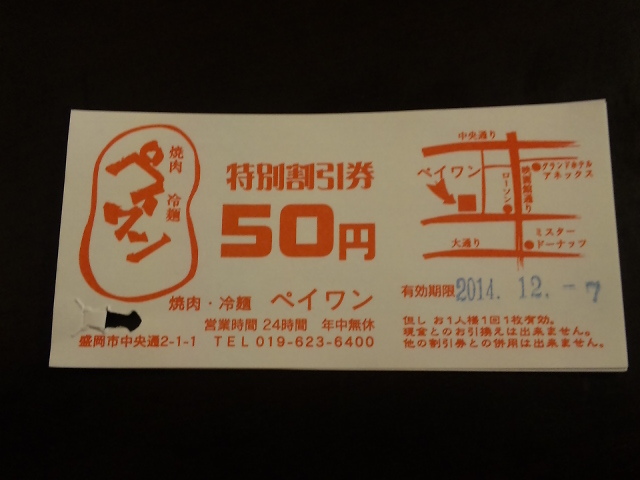 焼肉 冷麺
ペイワン
特別割引券
50円
焼肉・冷麺 ペイワン
営業時間24時間 年中無休
盛岡市中央通2-1-1 TEL 019-623-6400
中央通り
ペイワン
ローソン
映画館通り
グランドホテル
アネックス
大通り
ミスター
ドーナッツ
有効期限 2014. 12. -7
但し お1人様1回1枚有効。
現金とのお引換えは出来ません。
他の割引券との併用は出来ません。